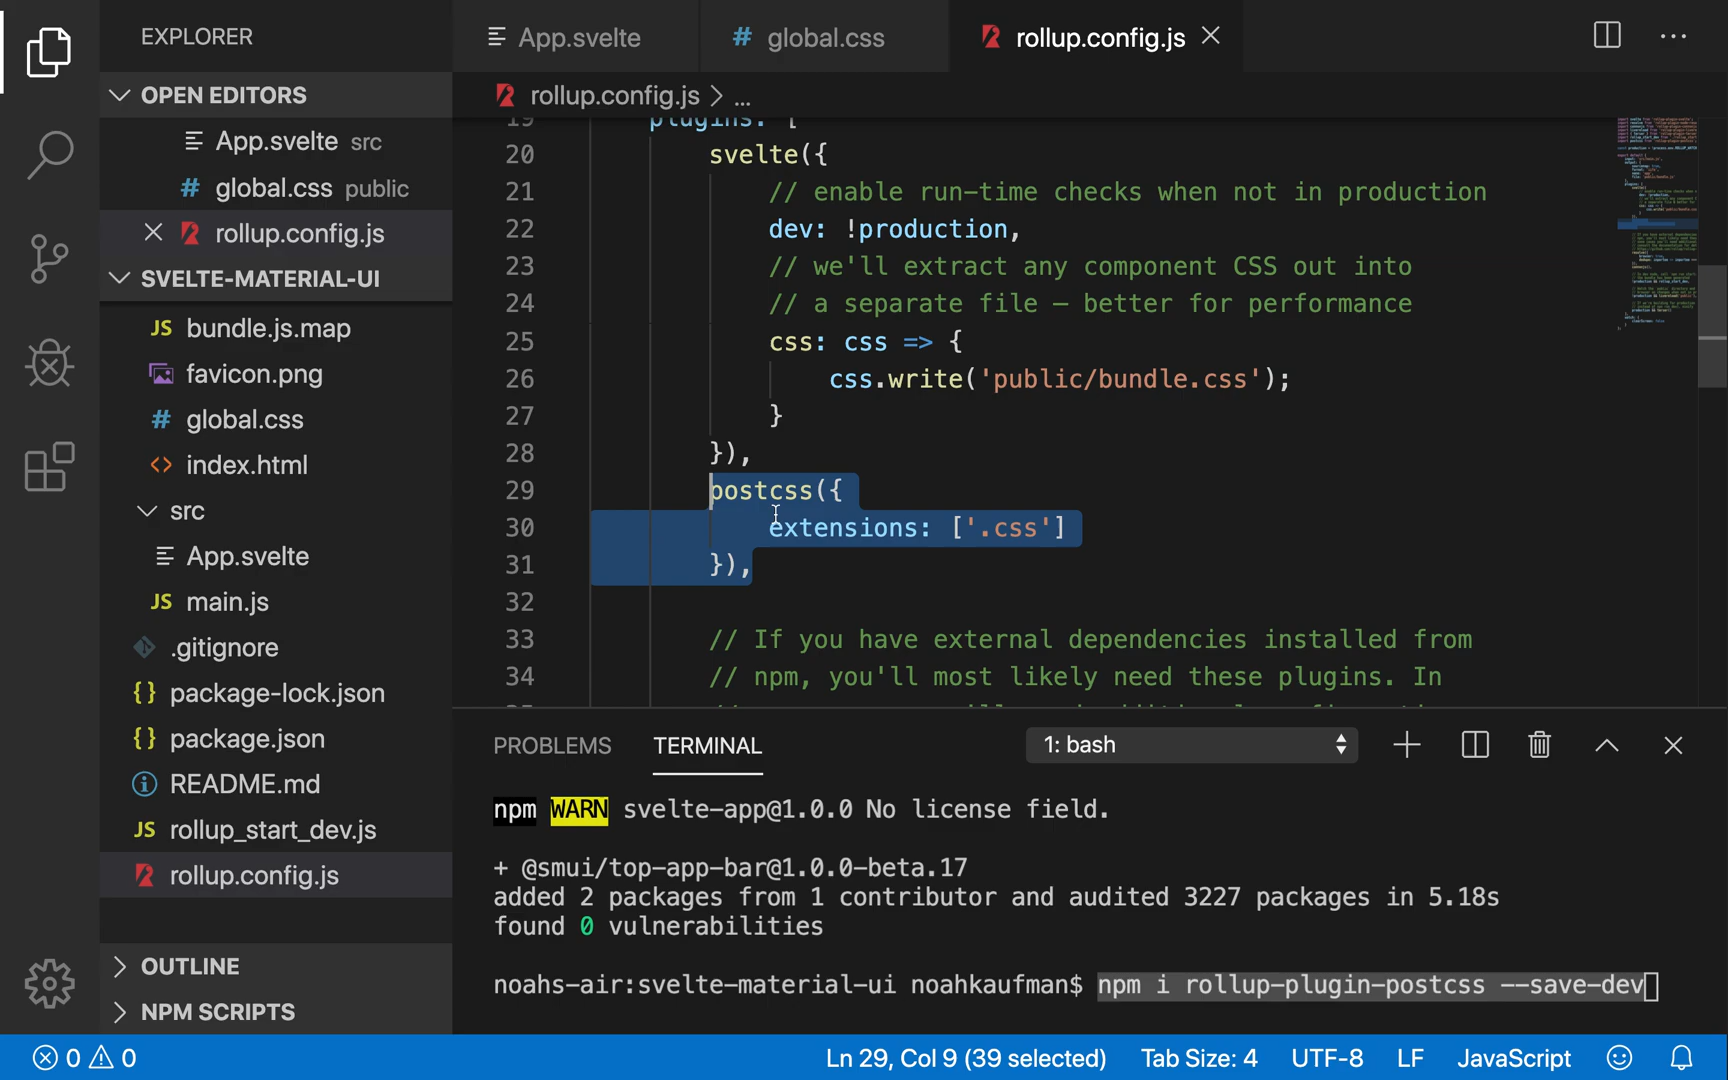 EXPLORER
OPEN EDITORS
App.svelte src
# global.css public
rollup.config.js
SVELTE-MATERIAL-UI
JS bundle.js.map
favicon.png
# global.css
<> index.html
src
App.svelte
JS main.js
.gitignore
{} package-lock.json
{} package.json
README.md
JS rollup_start_dev.js
rollup.config.js
OUTLINE
NPM SCRIPTS
App.svelte
# global.css
rollup.config.js
rollup.config.js > ...
19 plugins: [
20 svelte({
21 // enable run-time checks when not in production
22 dev: !production,
23 // we'll extract any component CSS out into
24 // a separate file — better for performance
25 css: css => {
26 css.write('public/bundle.css');
27 }
28 }),
29 postcss({
30 extensions: ['.css']
31 }),
32
33 // If you have external dependencies installed from
34 // npm, you'll most likely need these plugins. In
PROBLEMS TERMINAL 1: bash
npm WARN svelte-app@1.0.0 No license field.
+ @smui/top-app-bar@1.0.0-beta.17
added 2 packages from 1 contributor and audited 3227 packages in 5.18s
found 0 vulnerabilities
noahs-air:svelte-material-ui noahkaufman$ npm i rollup-plugin-postcss --save-dev
0 0 Ln 29, Col 9 (39 selected) Tab Size: 4 UTF-8 LF JavaScript